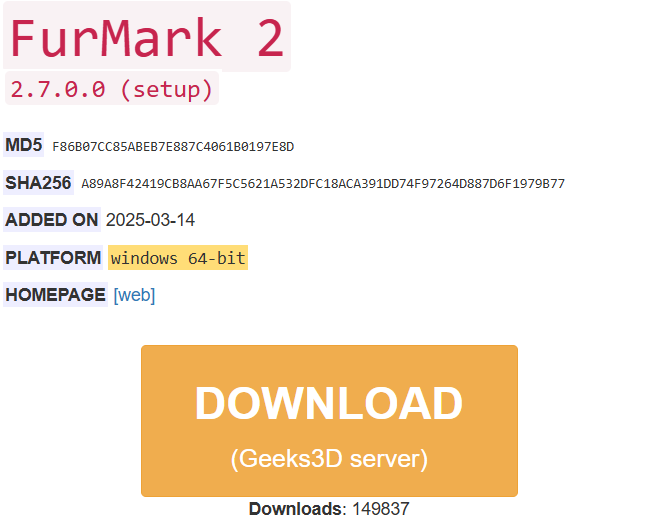 FurMark 2
2.7.0.0 (setup)
MD5 F86B07CC85ABEB7E887C4061B0197E8D
SHA256 A89A8F42419CB8AA67F5C5621A532DFC18ACA391DD74F97264D887D6F1979B77
ADDED ON 2025-03-14
PLATFORM windows 64-bit
HOMEPAGE [web]
DOWNLOAD
(Geeks3D server)
Downloads: 149837